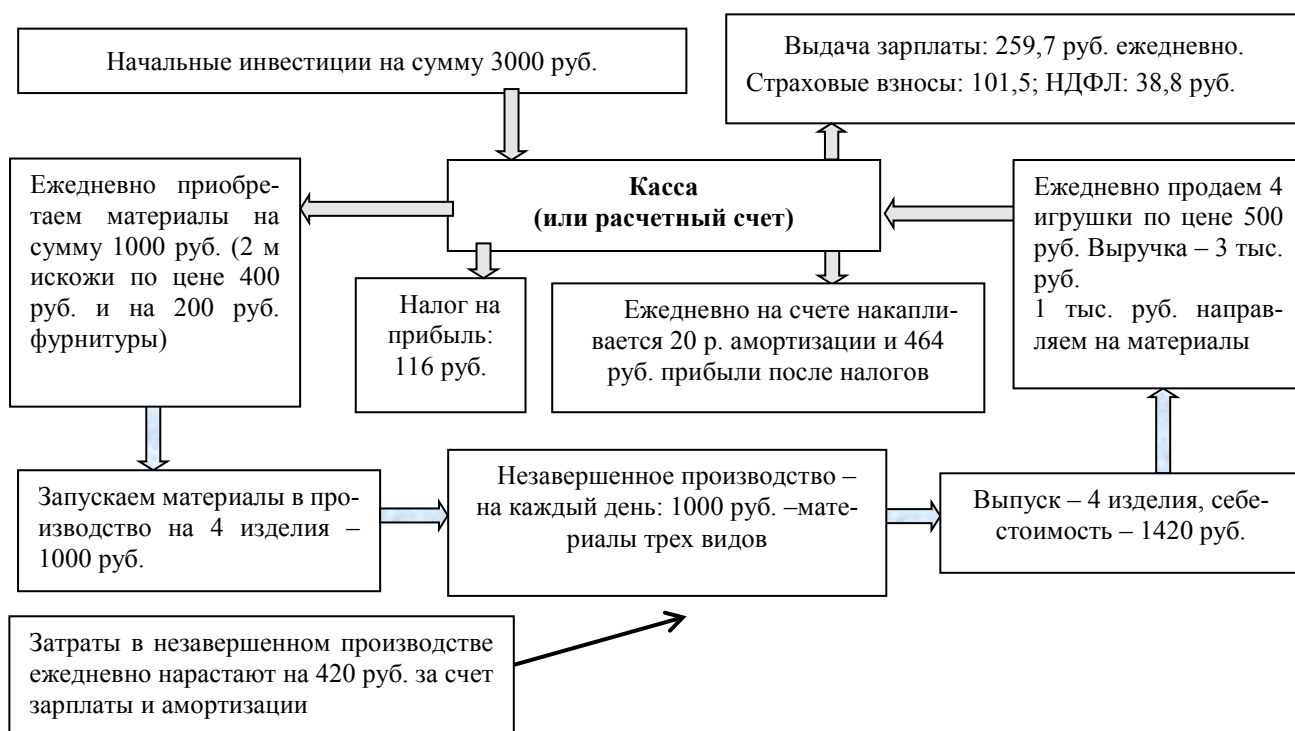 Начальные инвестиции на сумму 3000 руб.
Выдача зарплаты: 259,7 руб. ежедневно.
Страховые взносы: 101,5; НДФЛ: 38,8 руб.
Ежедневно приобре-
таем материалы на
сумму 1000 руб. (2 м
искожи по цене 400
руб. и на 200 руб.
фурнитуры)
Касса
(или расчетный счет)
Ежедневно продаем 4
игрушки по цене 500
руб. Выручка – 3 тыс.
руб.
1 тыс. руб. направ-
ляем на материалы
Налог на
прибыль:
116 руб.
Ежедневно на счете накапли-
вается 20 р. амортизации и 464
руб. прибыли после налогов
Запускаем материалы в про-
изводство на 4 изделия –
1000 руб.
Незавершенное производство –
на каждый день: 1000 руб. –мате-
риалы трех видов
Выпуск – 4 изделия, себе-
стоимость – 1420 руб.
Затраты в незавершенном производстве
ежедневно нарастают на 420 руб. за счет
зарплаты и амортизации